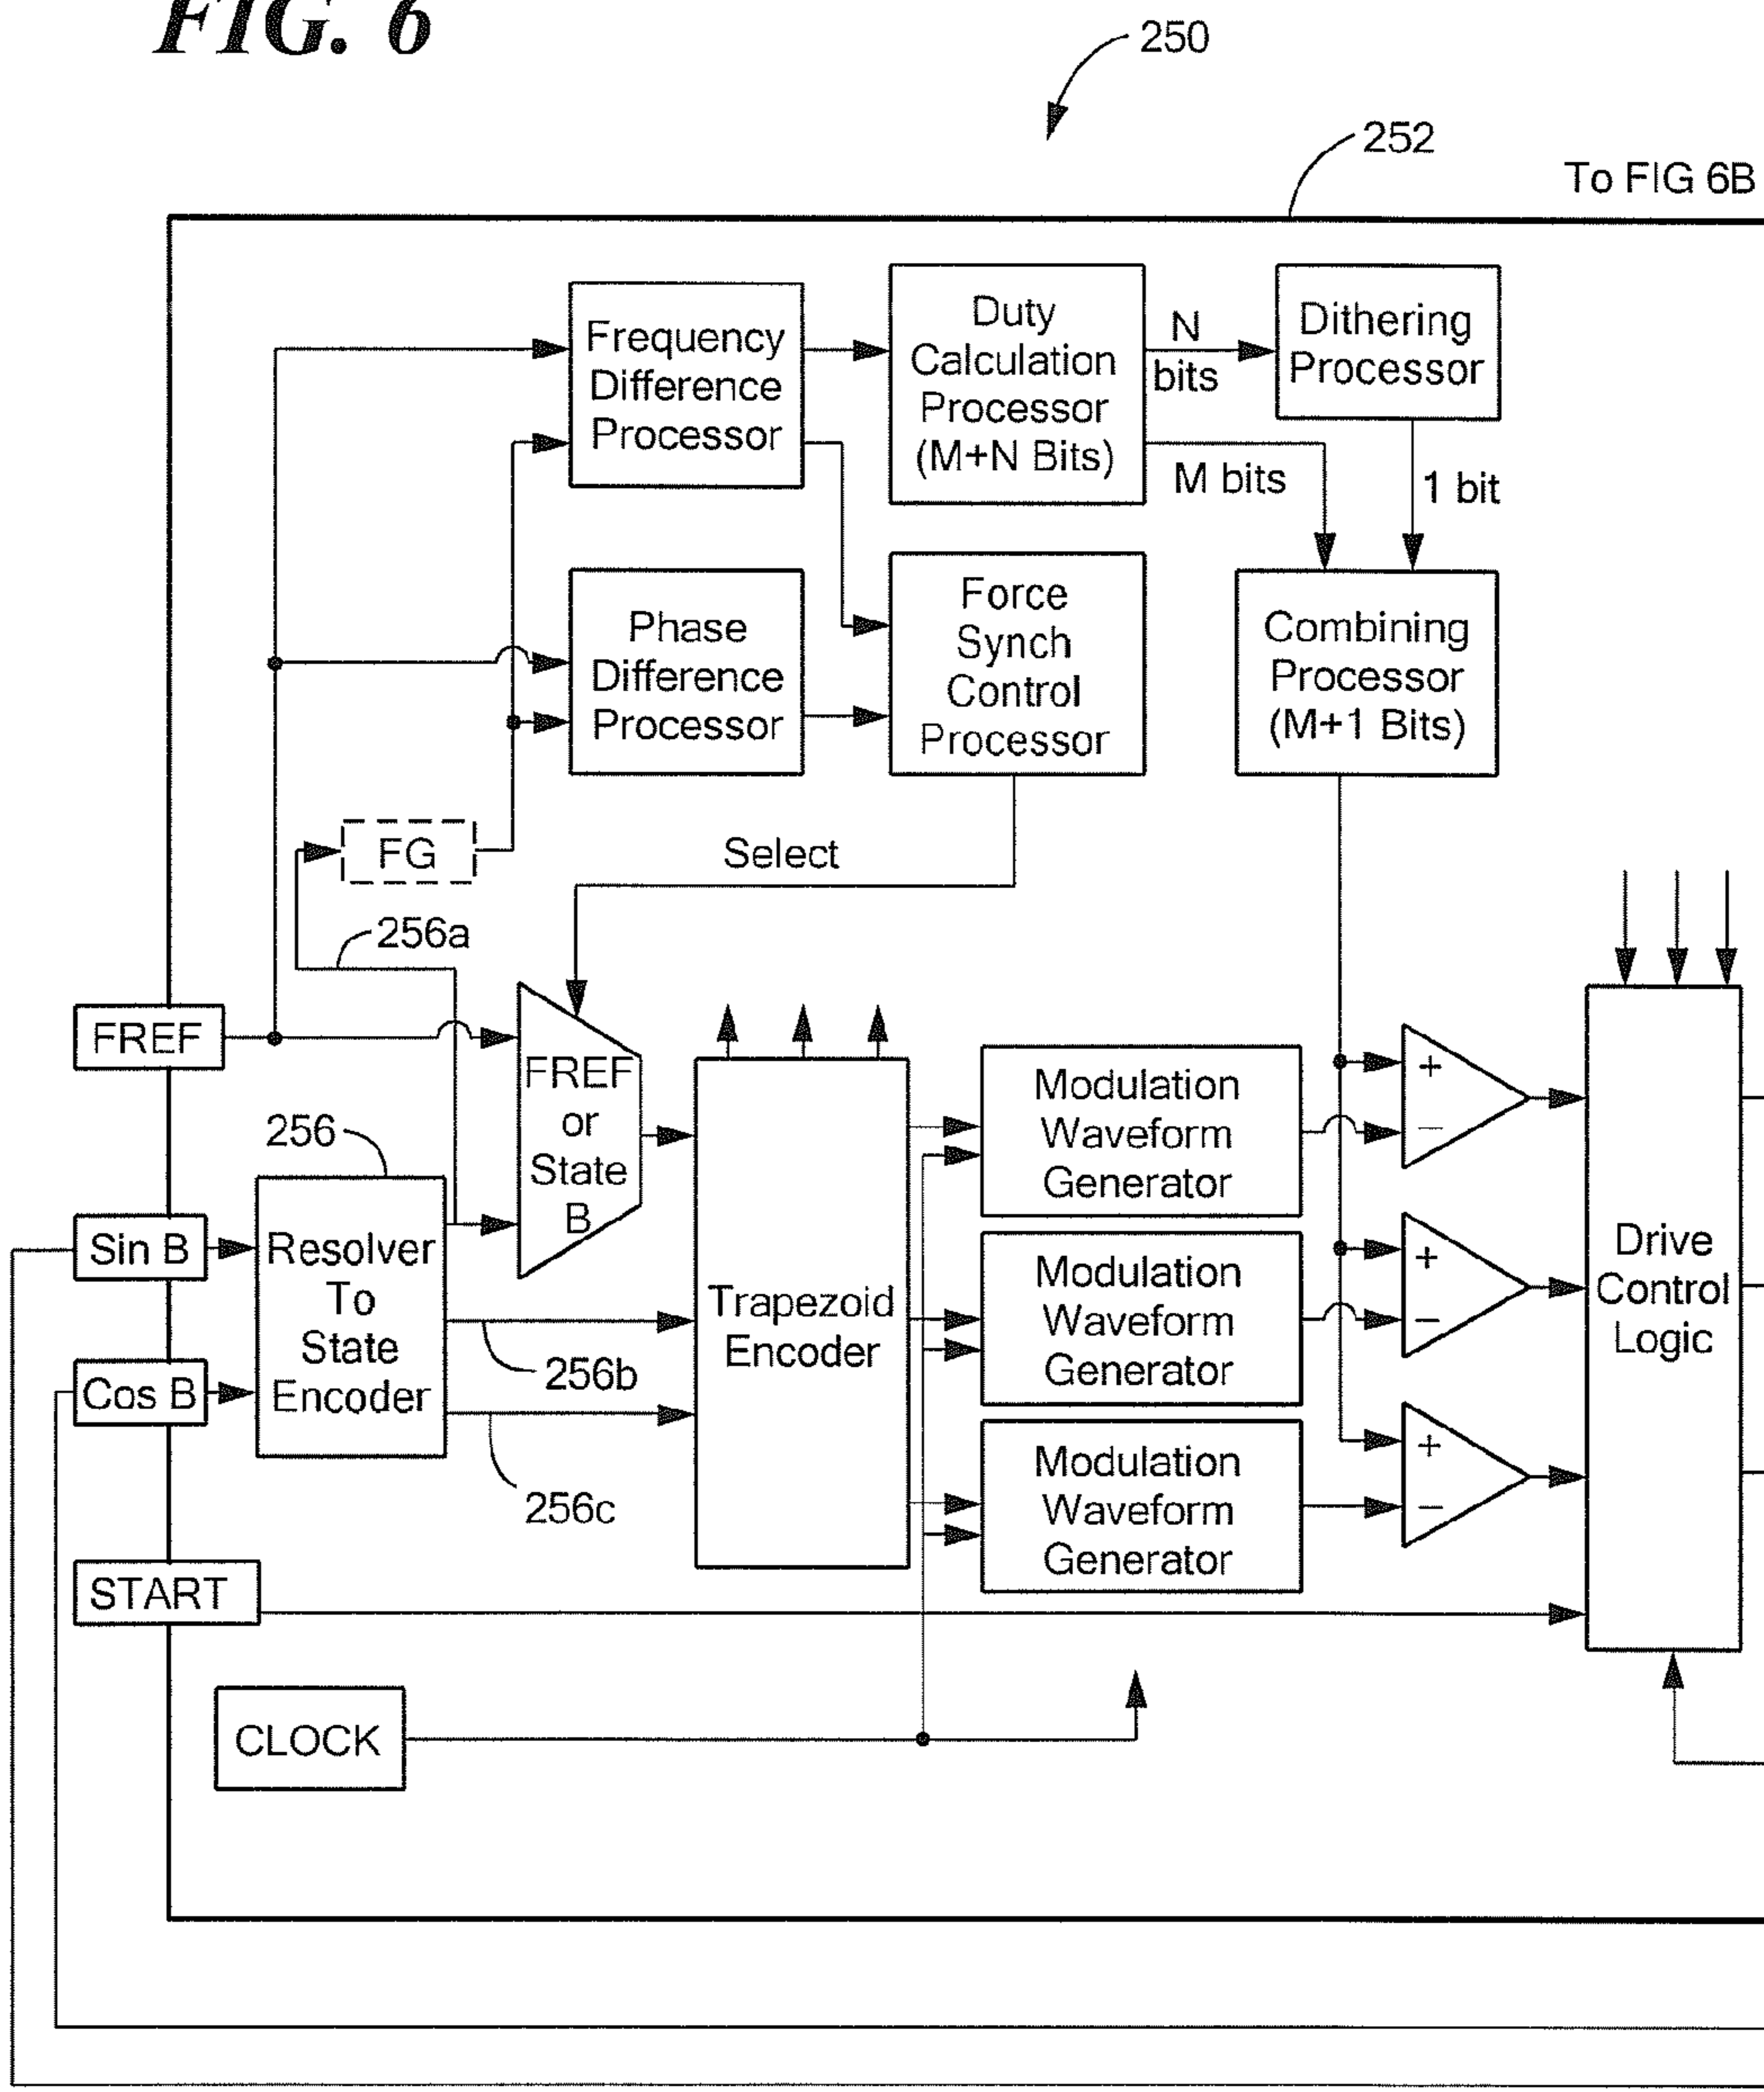 FIG. 6
250
252
To FIG 6B
Frequency
Difference
Processor
Duty
Calculation
Processor
(M+N Bits)
N
bits
Dithering
Processor
M bits
1 bit
Phase
Difference
Processor
Force
Synch
Control
Processor
Combining
Processor
(M+1 Bits)
FG
Select
256a
FREF
FREF
or
State
B
256
Sin B
Cos B
Resolver
To
State
Encoder
256b
256c
Trapezoid
Encoder
Modulation
Waveform
Generator
+
−
Modulation
Waveform
Generator
+
−
Modulation
Waveform
Generator
+
−
Drive
Control
Logic
START
CLOCK